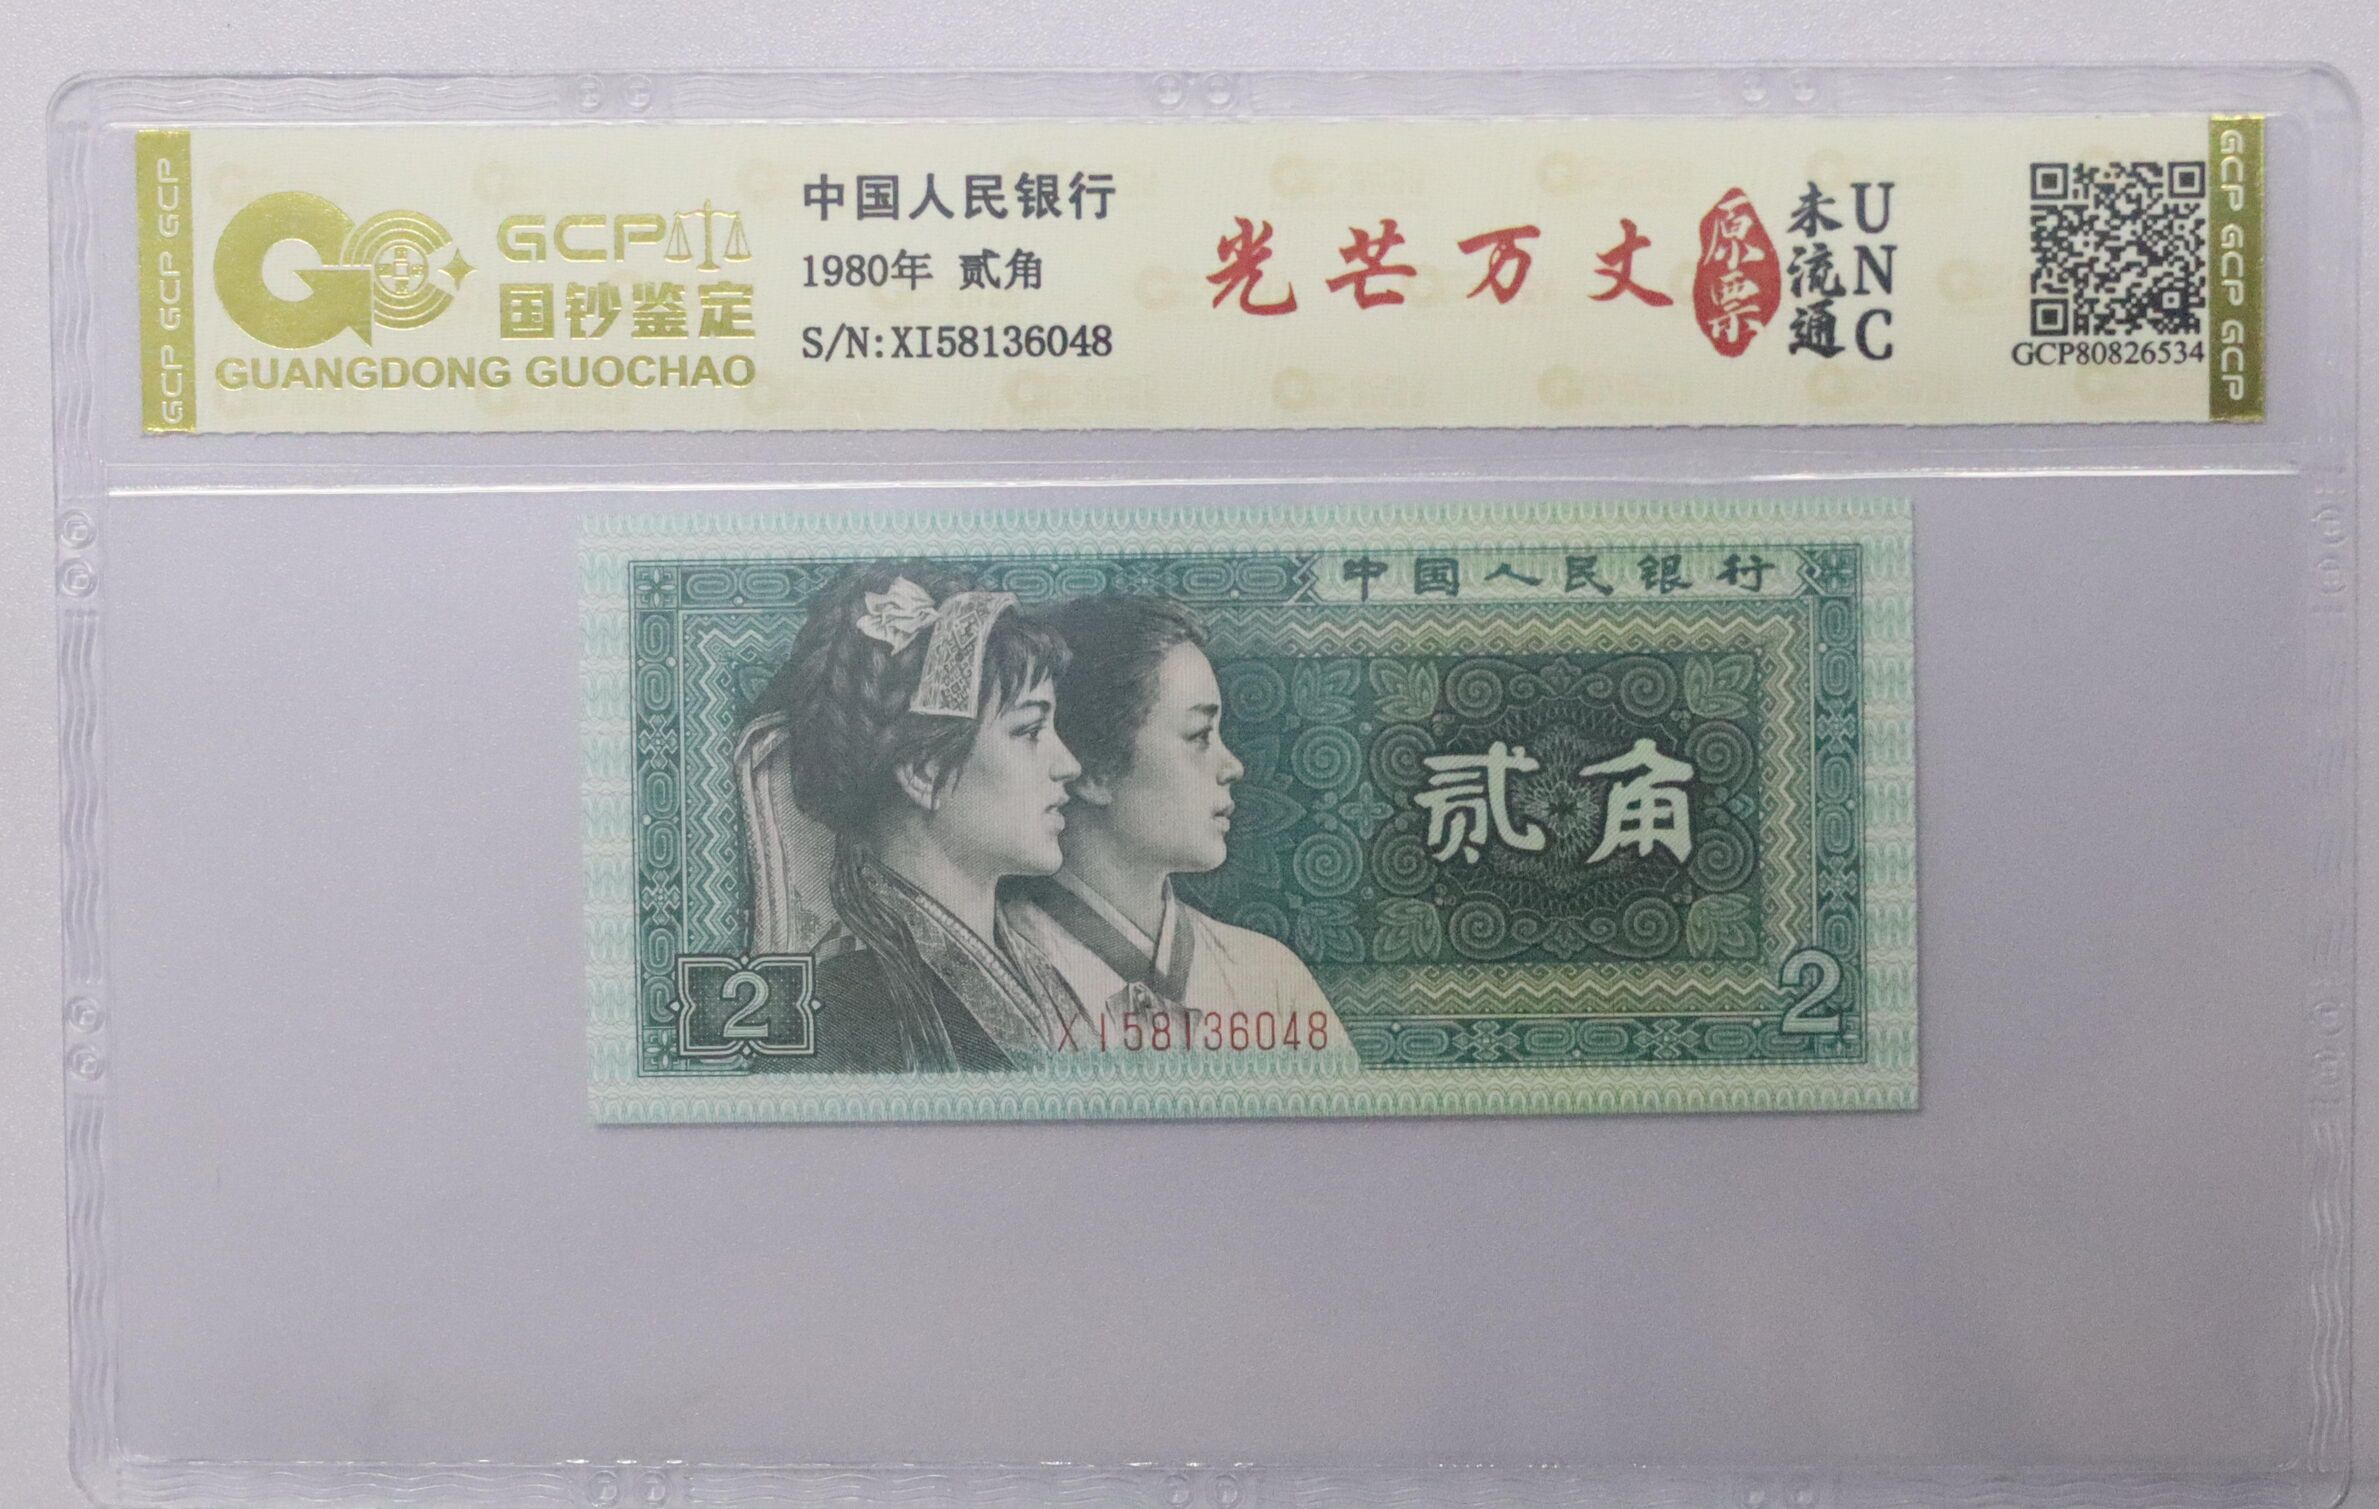 GCP GCP GCP
GCP
国钞鉴定
GUANGDONG GUOCHAO
中国人民银行
1980年 贰角
S/N:XI58136048
光芒万丈
原票
未流通
UNC
GCP80826534
GCP GCP GCP
中国人民银行
贰角
2
XI58136048
2